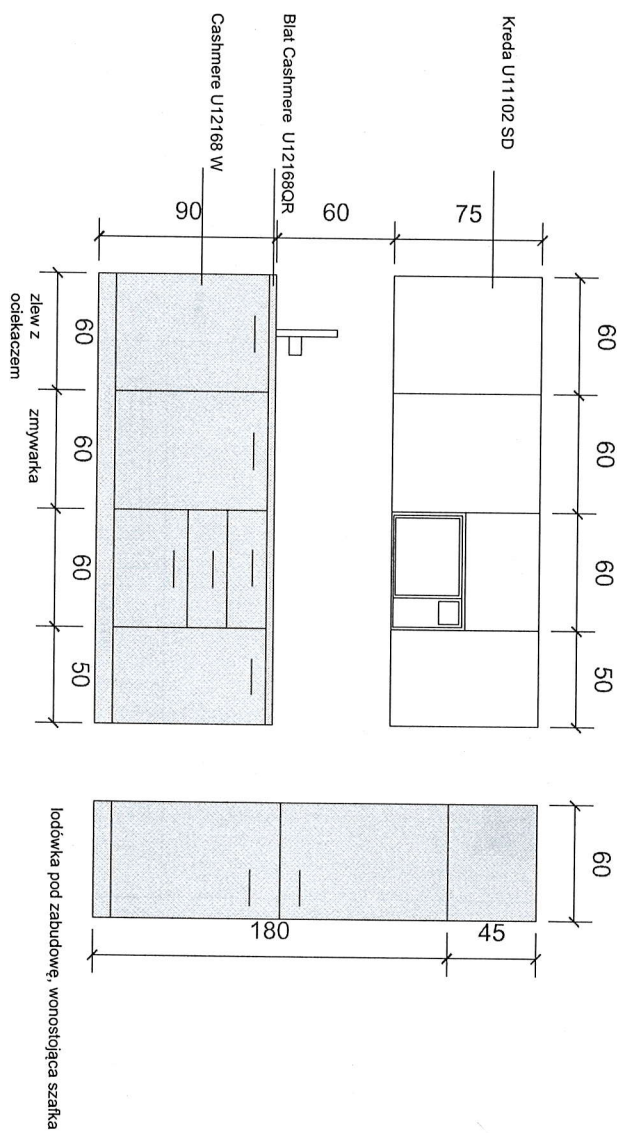 Kreda U11102 SD
Blat Cashmere U12168QR
Cashmere U12168 W
75
60
90
60
60
60
50
60
60
60
50
zlew z
ociekaczem
zmywarka
60
45
180
lodówka pod zabudowę, wonostojąca szafka